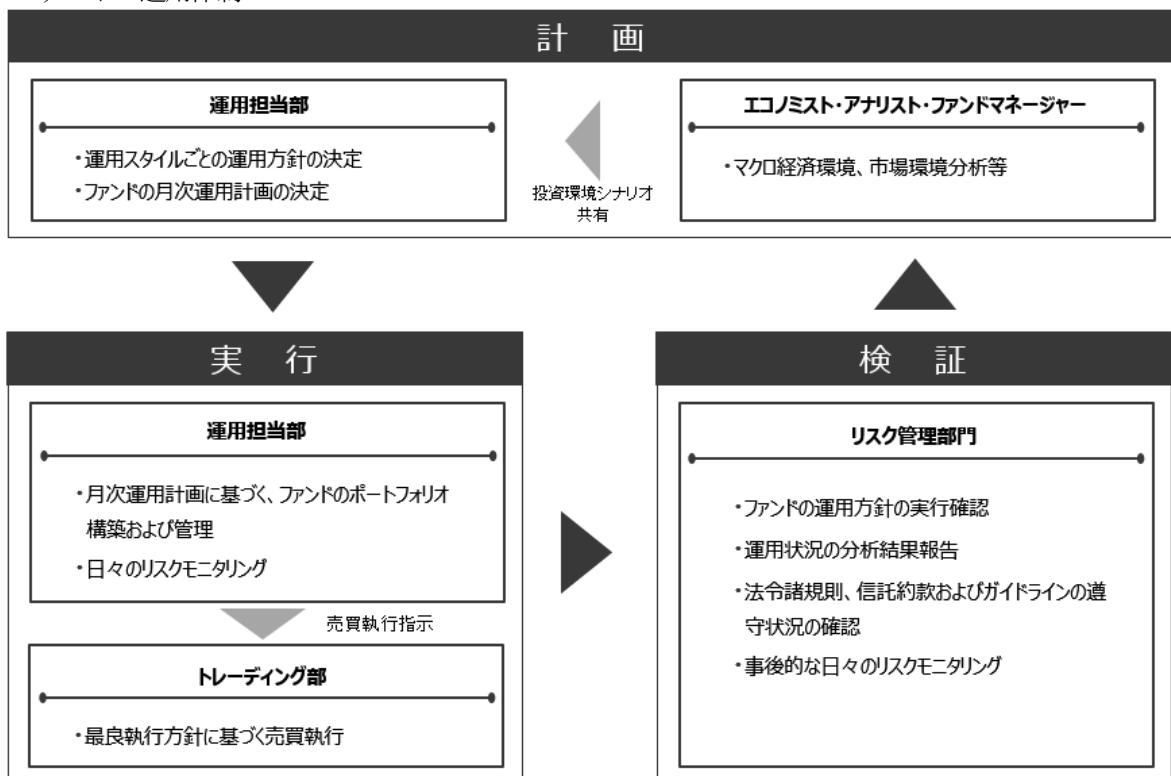 計 画
運用担当部
・運用スタイルごとの運用方針の決定
・ファンドの月次運用計画の決定
投資環境シナリオ
共有
エコノミスト・アナリスト・ファンドマネージャー
・マクロ経済環境、市場環境分析等
実 行
運用担当部
・月次運用計画に基づく、ファンドのポートフォリオ
構築および管理
・日々のリスクモニタリング
売買執行指示
トレーディング部
・最良執行方針に基づく売買執行
検 証
リスク管理部門
・ファンドの運用方針の実行確認
・運用状況の分析結果報告
・法令諸規則、信託約款およびガイドラインの遵
守状況の確認
・事後的な日々のリスクモニタリング